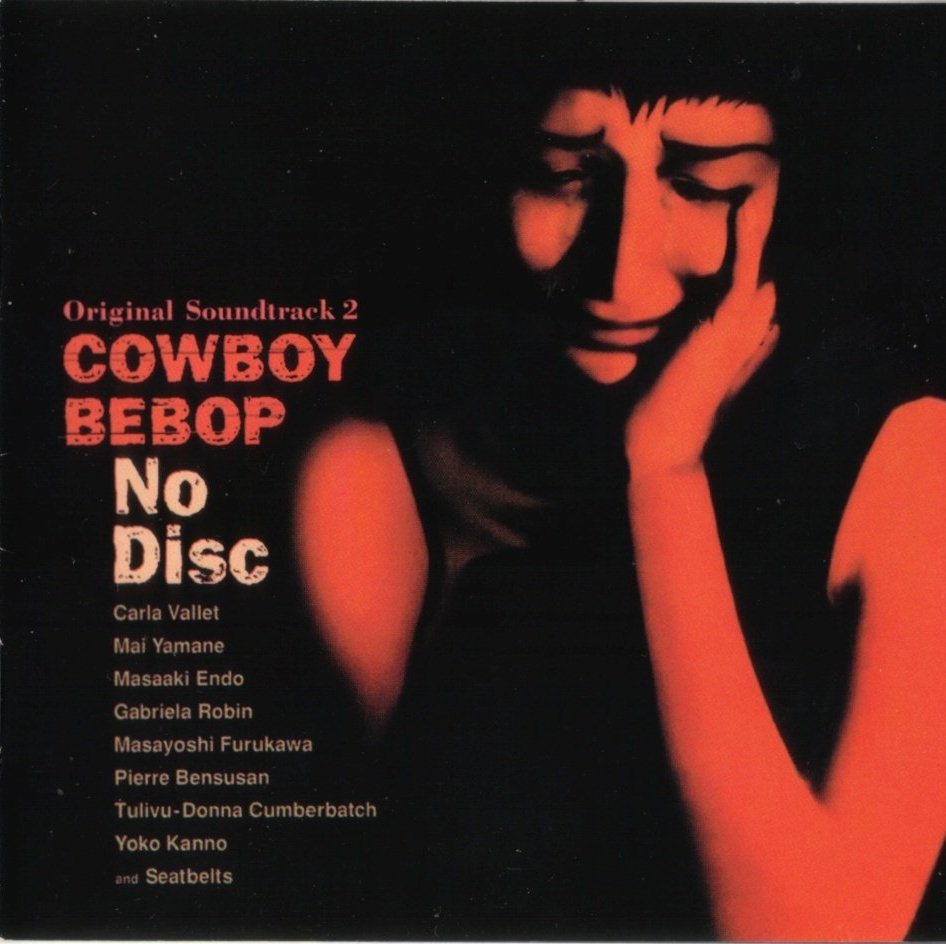 Original Soundtrack 2
COWBOY
BEBOP
No
Disc
Carla Vallet
Mai Yamane
Masaaki Endo
Gabriela Robin
Masayoshi Furukawa
Pierre Bensusan
Tulivu-Donna Cumberbatch
Yoko Kanno
and Seatbelts